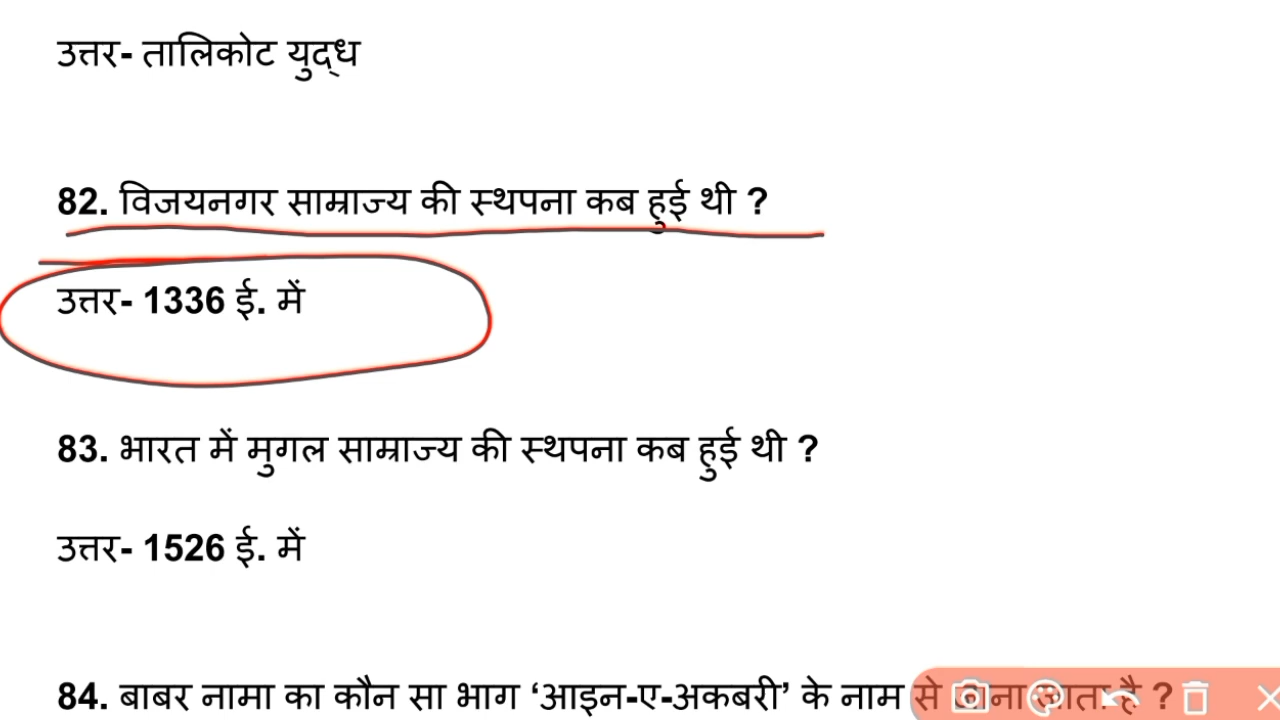 उत्तर- तालिकोट युद्ध
82. विजयनगर साम्राज्य की स्थपना कब हुई थी ?
उत्तर- 1336 ई. में
83. भारत में मुगल साम्राज्य की स्थपना कब हुई थी ?
उत्तर- 1526 ई. में
84. बाबर नामा का कौन सा भाग ‘आइन-ए-अकबरी’ के नाम से जाना जाता है ?